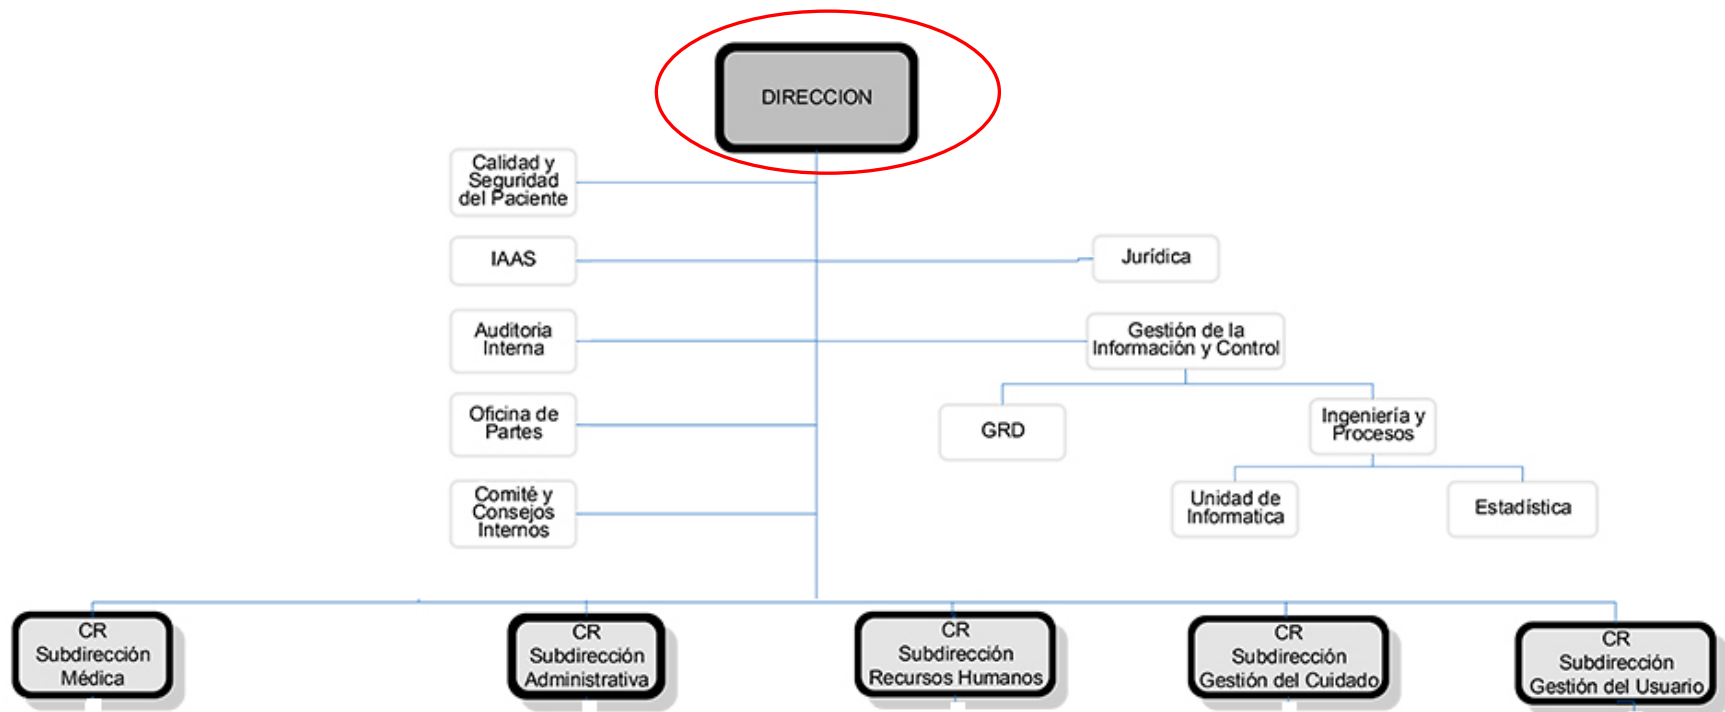 DIRECCION
Calidad y
Seguridad
del Paciente
IAAS
Jurídica
Auditoria
Interna
Gestión de la
Información y Control
Oficina de
Partes
GRD
Ingeniería y
Procesos
Comité y
Consejos
Internos
Unidad de
Informatica
Estadística
CR
Subdirección
Médica
CR
Subdirección
Administrativa
CR
Subdirección
Recursos Humanos
CR
Subdirección
Gestión del Cuidado
CR
Subdirección
Gestión del Usuario